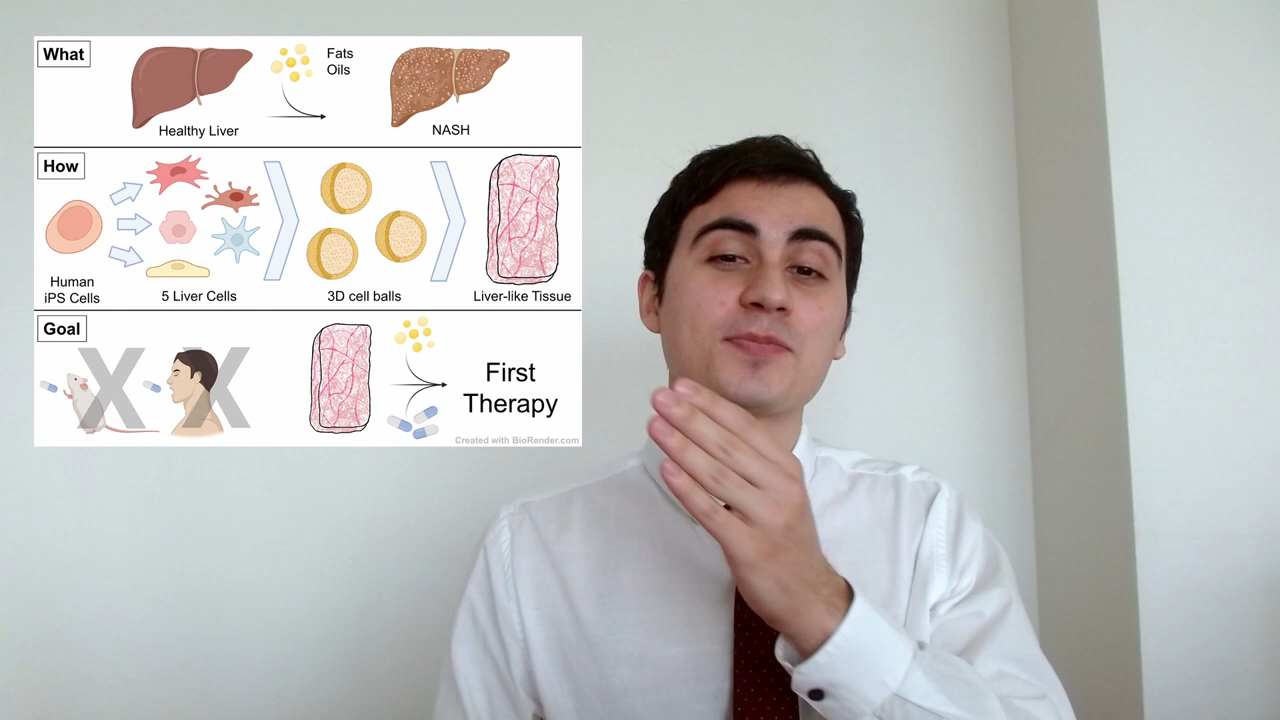 What
Fats
Oils
Healthy Liver
NASH
How
Human
iPS Cells
5 Liver Cells
3D cell balls
Liver-like Tissue
Goal
X
X
First
Therapy
Created with BioRender.com